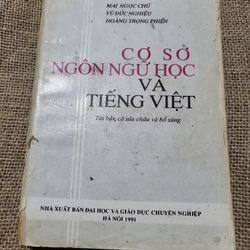 MAI NGỌC CHỪ
VŨ ĐỨC NGHIỆU
HOÀNG TRỌNG PHIẾN
CƠ SỞ
NGÔN NGỮ HỌC
VÀ
TIẾNG VIỆT
Tái bản có sửa chữa và bổ sung
NHÀ XUẤT BẢN ĐẠI HỌC VÀ GIÁO DỤC CHUYÊN NGHIỆP
HÀ NỘI 1991